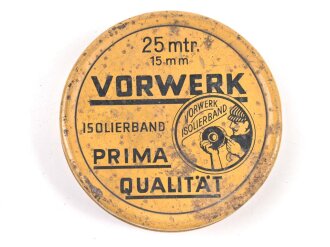 25 mtr.
15 mm
VORWERK
ISOLIERBAND
VORWERK
ISOLIERBAND
PRIMA
QUALITÄT